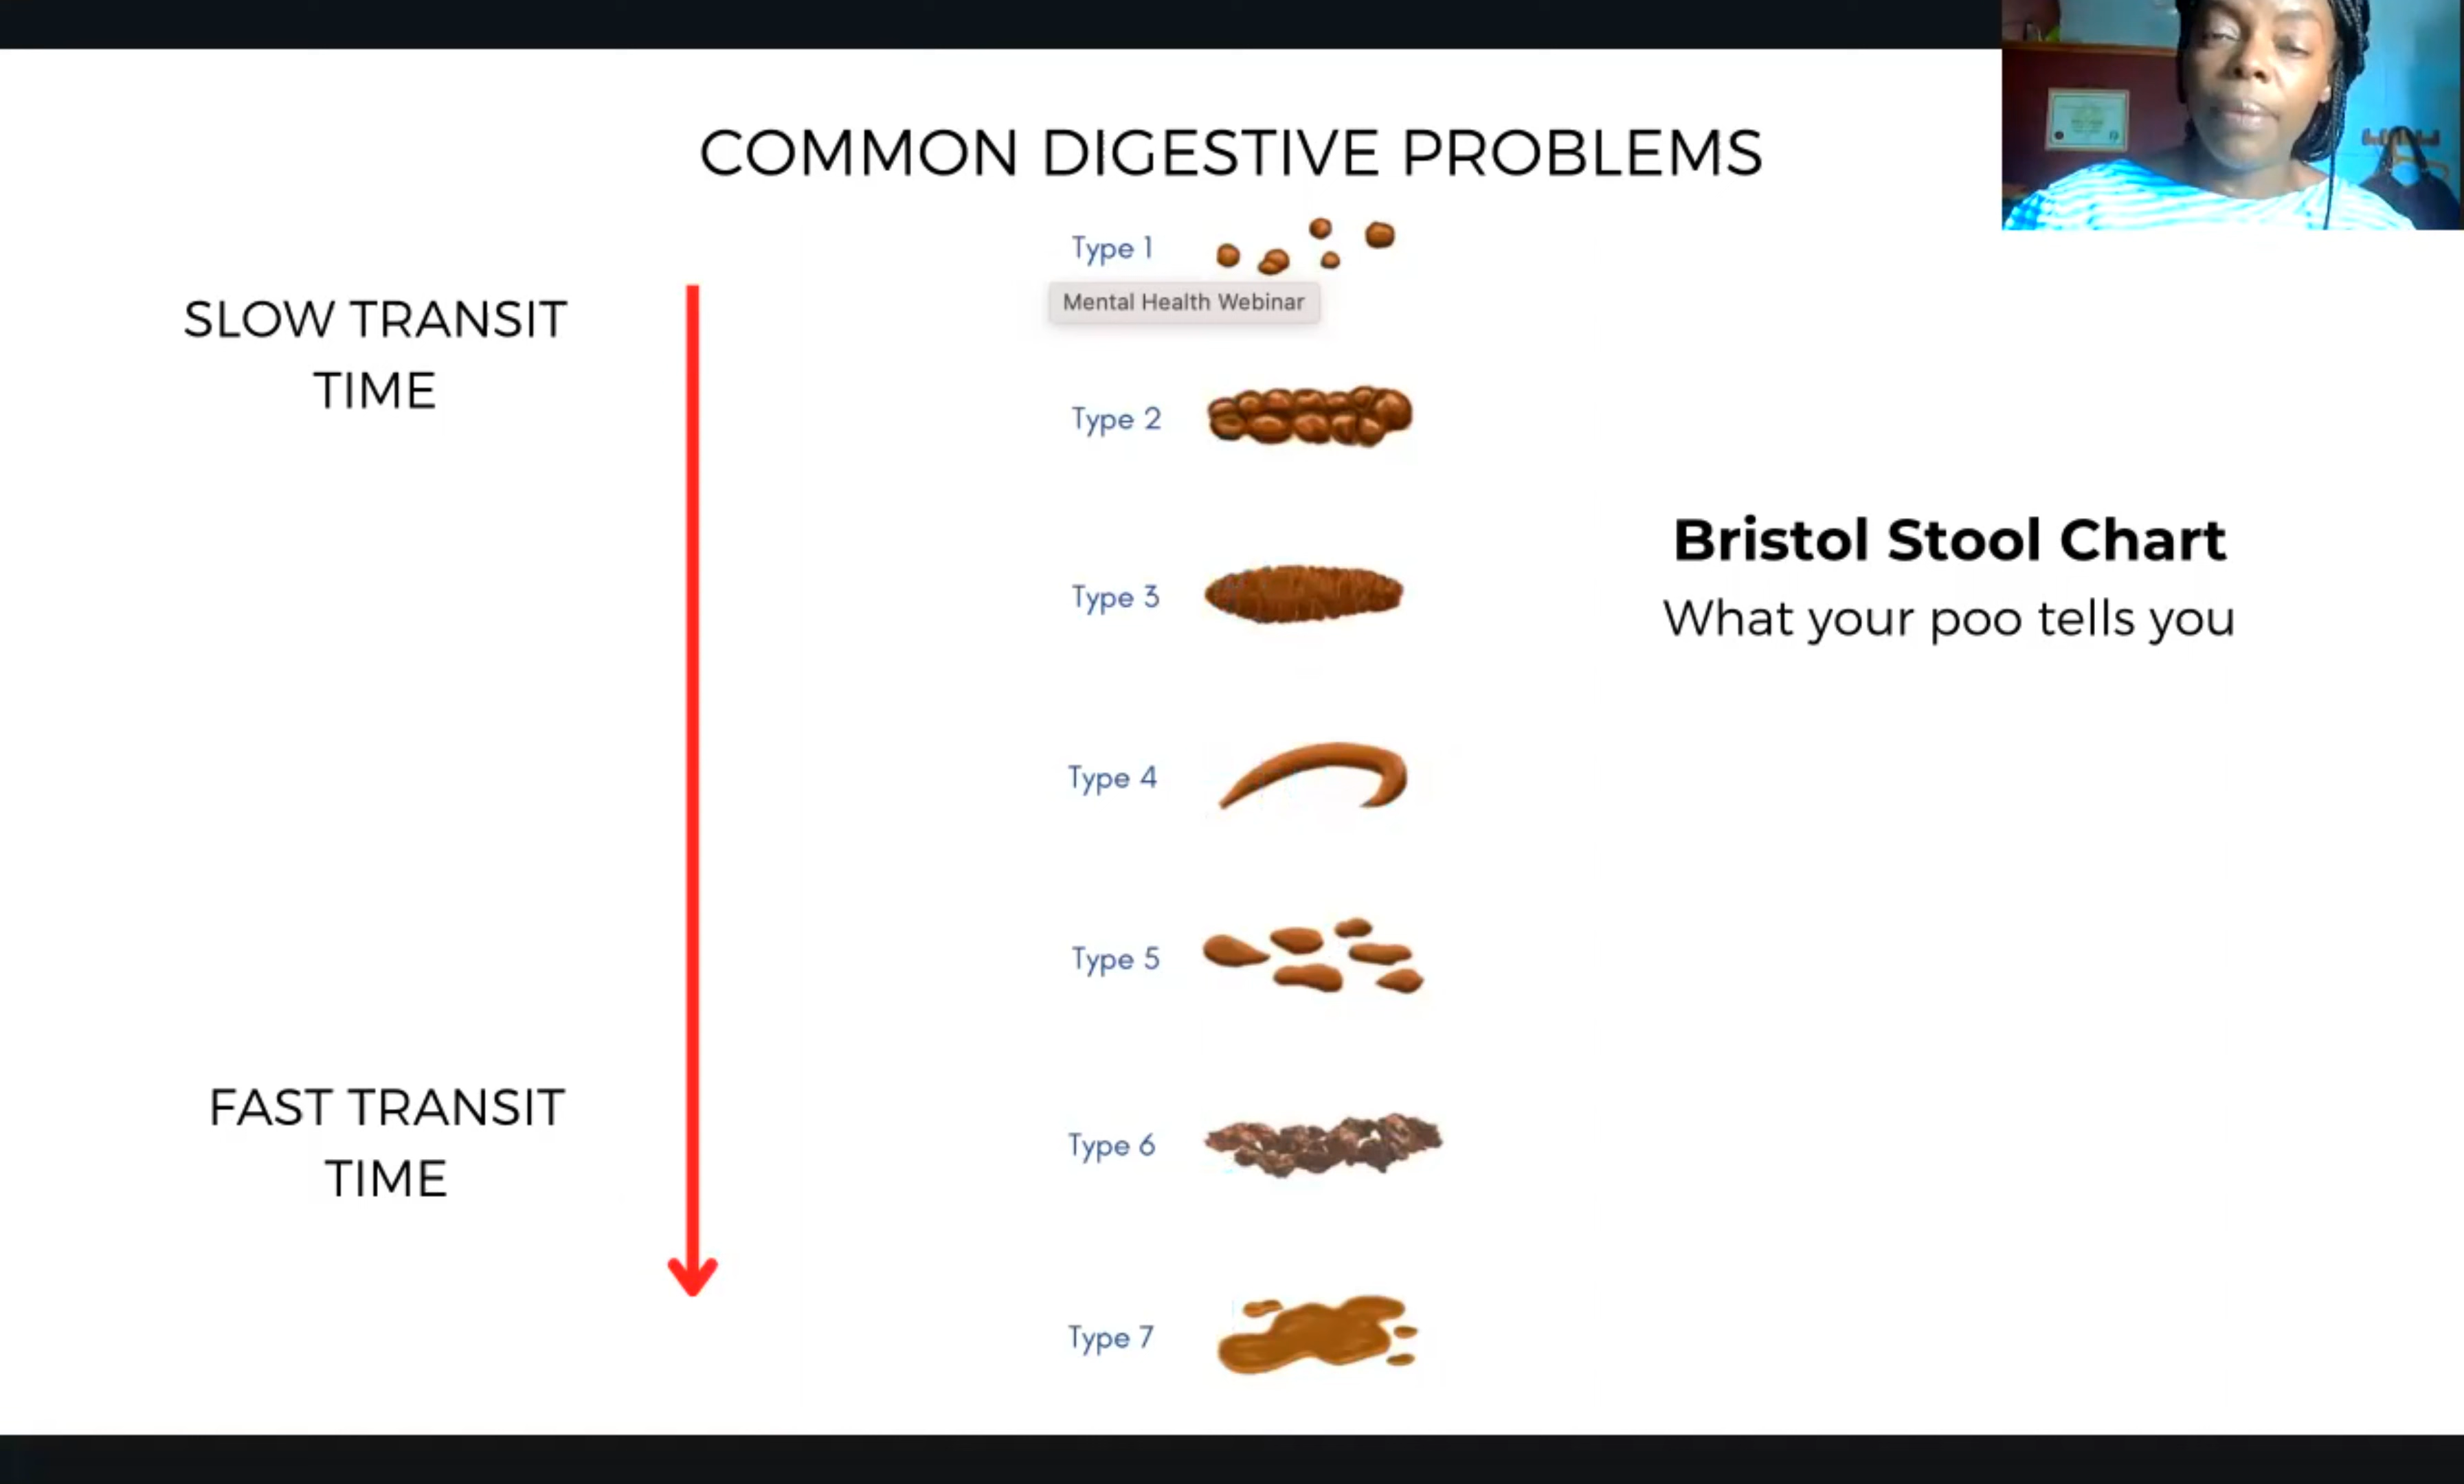 COMMON DIGESTIVE PROBLEMS
SLOW TRANSIT
TIME
FAST TRANSIT
TIME
Type 1
Mental Health Webinar
Type 2
Type 3
Type 4
Type 5
Type 6
Type 7
Bristol Stool Chart
What your poo tells you